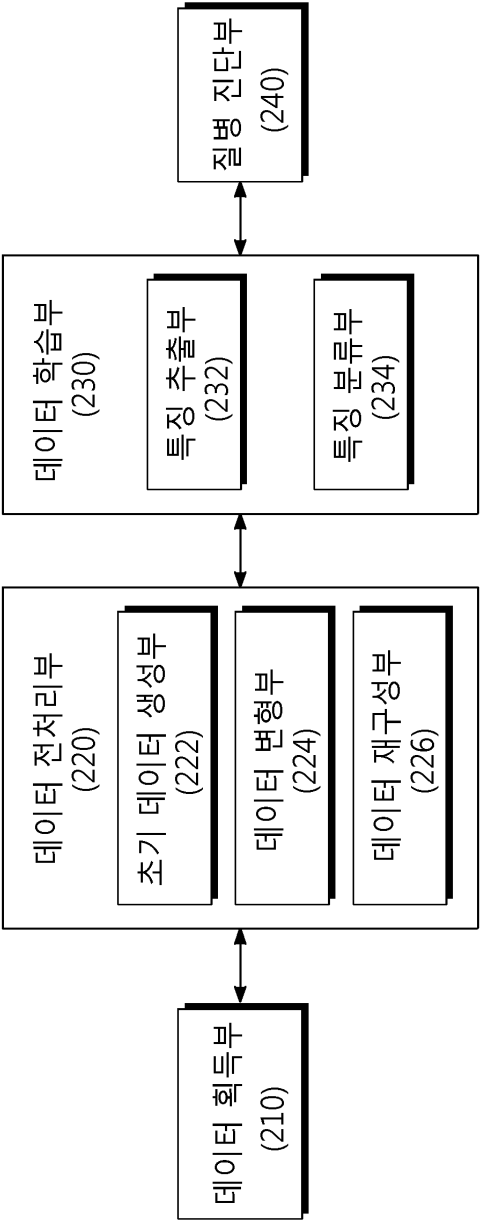 데이터 획득부
(210)
데이터 전처리부
(220)
초기 데이터 생성부
(222)
데이터 변형부
(224)
데이터 재구성부
(226)
데이터 학습부
(230)
특징 추출부
(232)
특징 분류부
(234)
질병 진단부
(240)